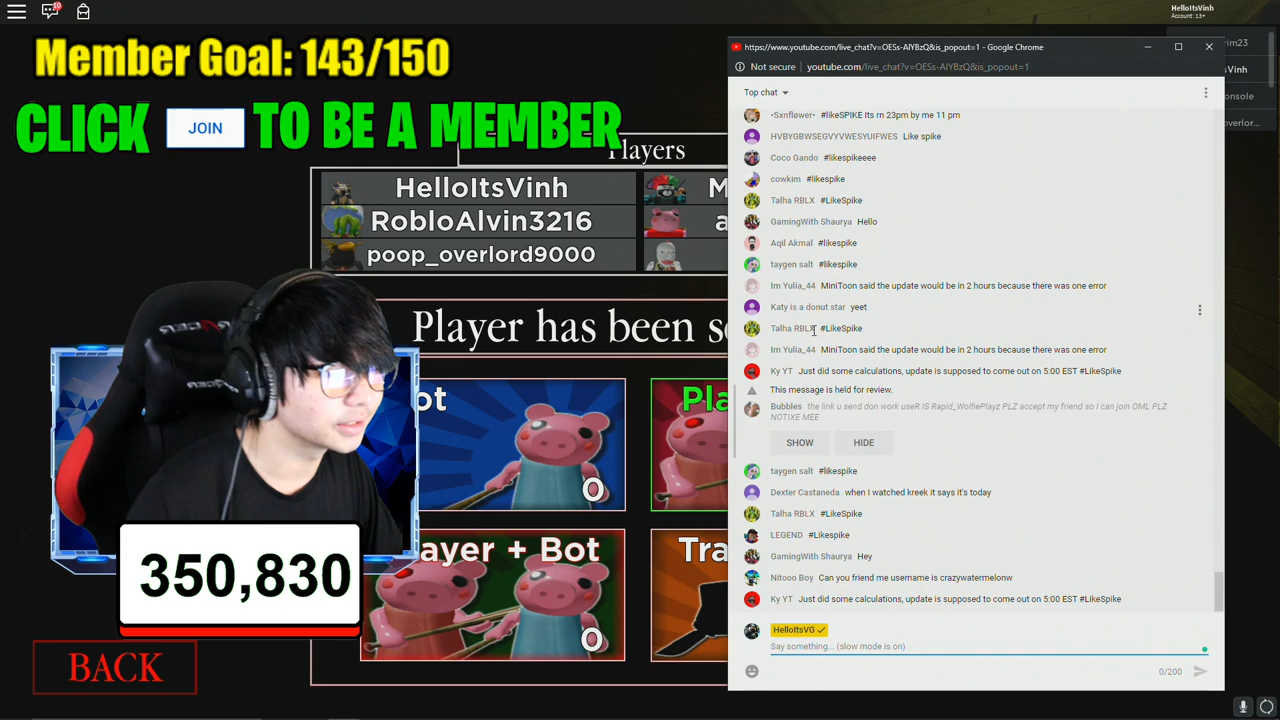 10
HelloItsVinh
Account: 13+
Member Goal: 143/150
CLICK JOIN TO BE A MEMBER
Players
HelloItsVinh
RobloAlvin3216
poop_overlord9000
Player has been
ot
0
Pla
ayer + Bot
0
Tra
350,830
BACK
https://www.youtube.com/live_chat?v=OESs-AlYBzQ&is_popout=1 - Google Chrome
Not secure youtube.com/live_chat?v=OESs-AlYBzQ&is_popout=1
Top chat
•Sxnflower• #likeSPIKE Its rn 23pm by me 11 pm
HVBYGBWSEGVYVWESYUIFWES Like spike
Coco Gando #likespikeeee
cowkim #likespike
Talha RBLX #LikeSpike
GamingWith Shaurya Hello
Aqil Akmal #likespike
taygen salt #likespike
Im Yulia_44 MiniToon said the update would be in 2 hours because there was one error
Katy is a donut star yeet
Talha RBLX #LikeSpike
Im Yulia_44 MiniToon said the update would be in 2 hours because there was one error
Ky YT Just did some calculations, update is supposed to come out on 5:00 EST #LikeSpike
This message is held for review.
Bubbles the link u send don work useR IS Rapid_WolfiePlayz PLZ accept my friend so I can join OML PLZ
NOTIXE MEE
SHOW HIDE
taygen salt #likespike
Dexter Castaneda when I watched kreek it says it's today
Talha RBLX #LikeSpike
LEGEND #Likespike
GamingWith Shaurya Hey
Nitooo Boy Can you friend me username is crazywatermelonw
Ky YT Just did some calculations, update is supposed to come out on 5:00 EST #LikeSpike
HelloItsVG
Say something... (slow mode is on)
0/200
im23
sVinh
onsole
overlor...